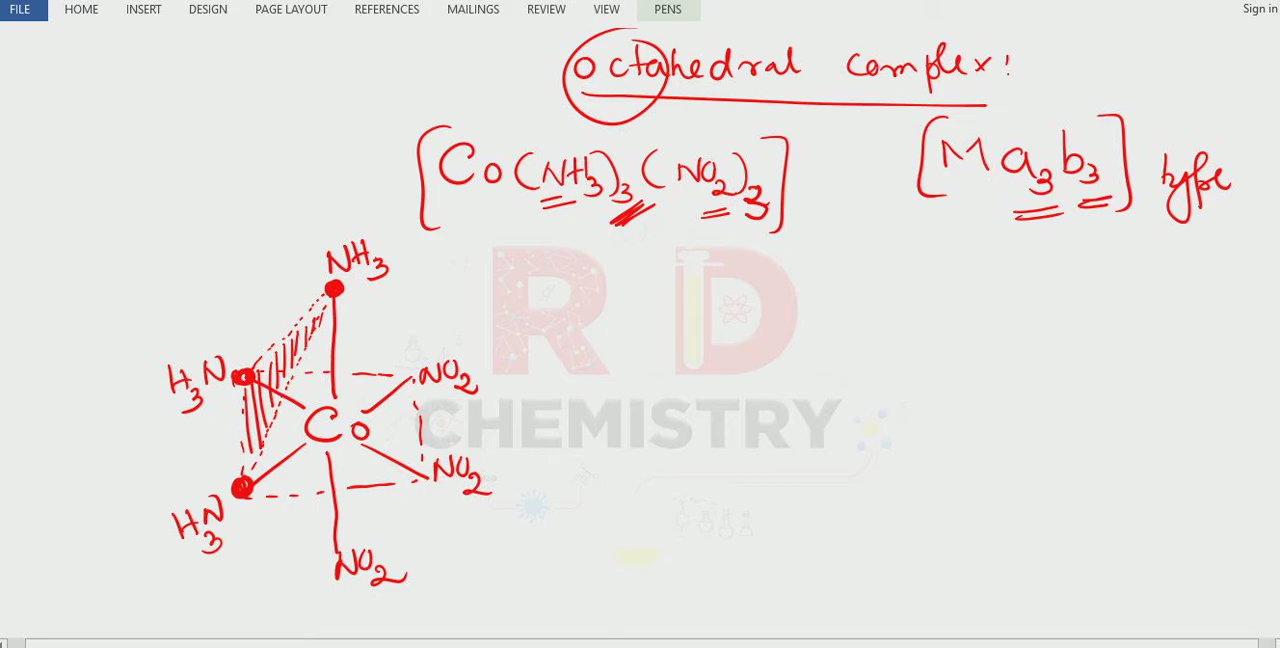 FILE HOME INSERT DESIGN PAGE LAYOUT REFERENCES MAILINGS REVIEW VIEW PENS Sign in
octahedral complex:
[Co(NH3)3(NO2)3] [Ma3b3] type
NH3
H3N NO2
Co
H3N NO2
NO2
RD
CHEMISTRY